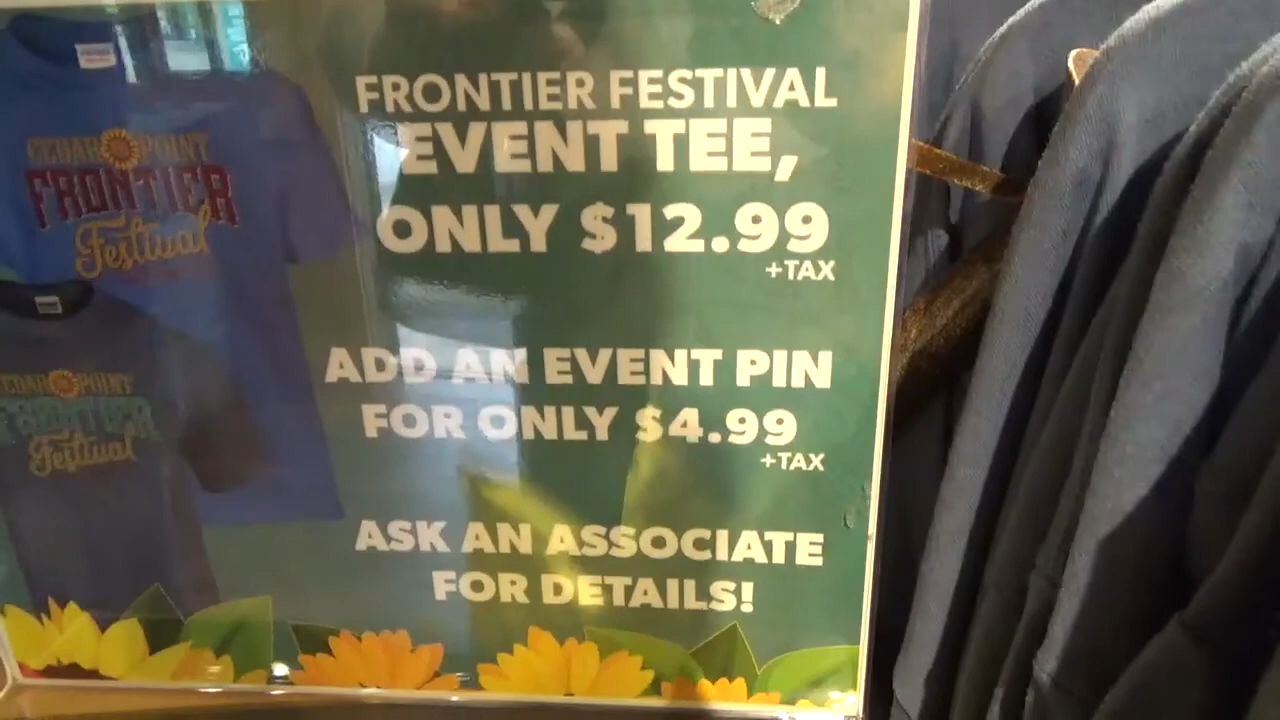 CEDAR POINT
FRONTIER
Festival
CEDAR POINT
FRONTIER
Festival
FRONTIER FESTIVAL
EVENT TEE,
ONLY $12.99
+TAX
ADD AN EVENT PIN
FOR ONLY $4.99
+TAX
ASK AN ASSOCIATE
FOR DETAILS!